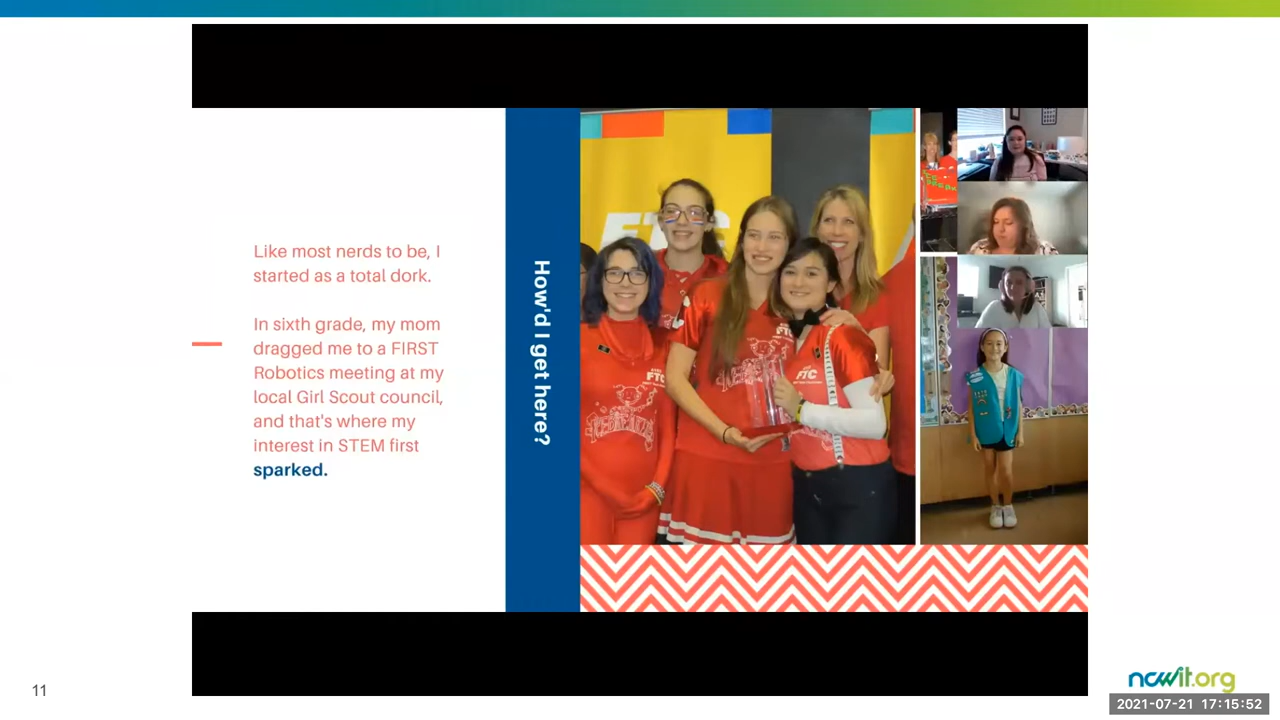 Like most nerds to be, I
started as a total dork.
In sixth grade, my mom
dragged me to a FIRST
Robotics meeting at my
local Girl Scout council,
and that's where my
interest in STEM first
sparked.
How'd I get here?
FTC
FTC
FTC
11
ncwit.org
2021-07-21 17:15:52